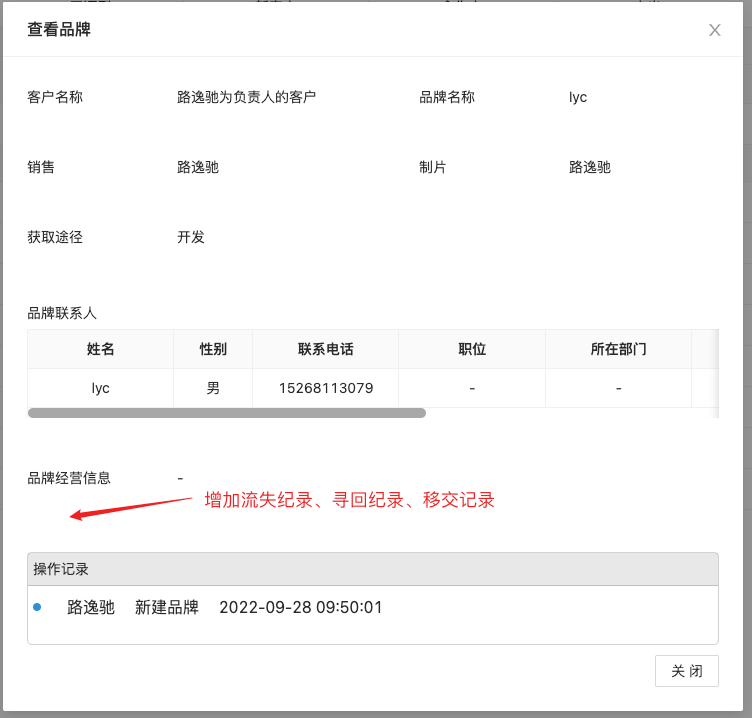 查看品牌 X
客户名称 路逸驰为负责人的客户 品牌名称 lyc
销售 路逸驰 制片 路逸驰
获取途径 开发
品牌联系人
姓名 性别 联系电话 职位 所在部门
lyc 男 15268113079 - -
品牌经营信息 -
增加流失纪录、寻回纪录、移交记录
操作记录
路逸驰 新建品牌 2022-09-28 09:50:01
关 闭